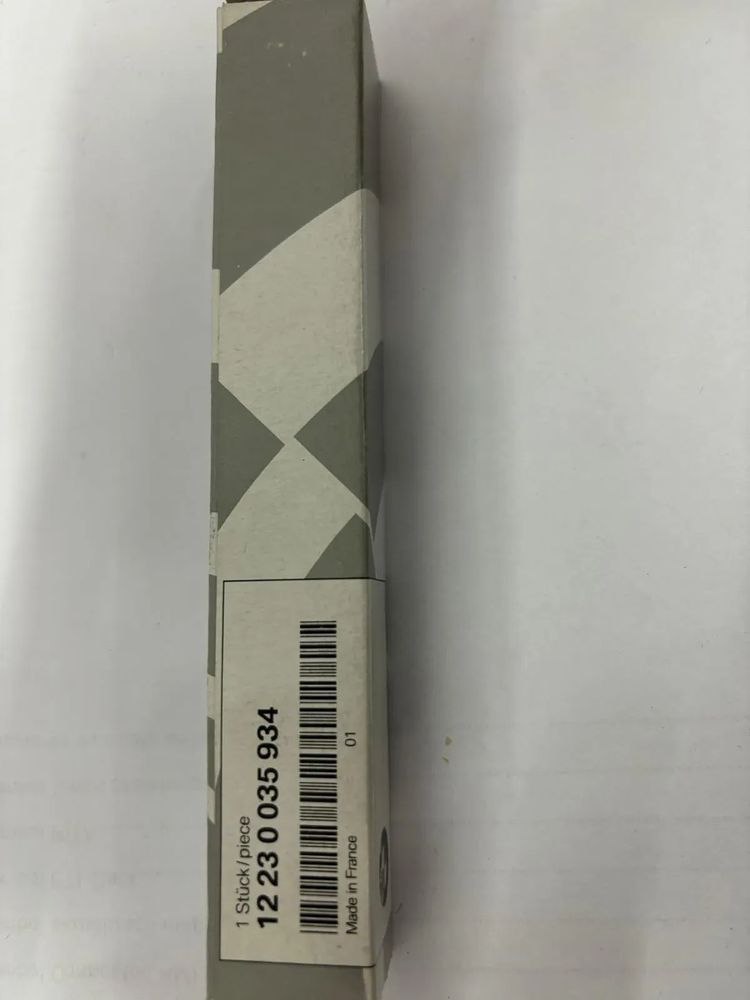 1 Stück/piece
12 23 0 035 934
Made in France 01